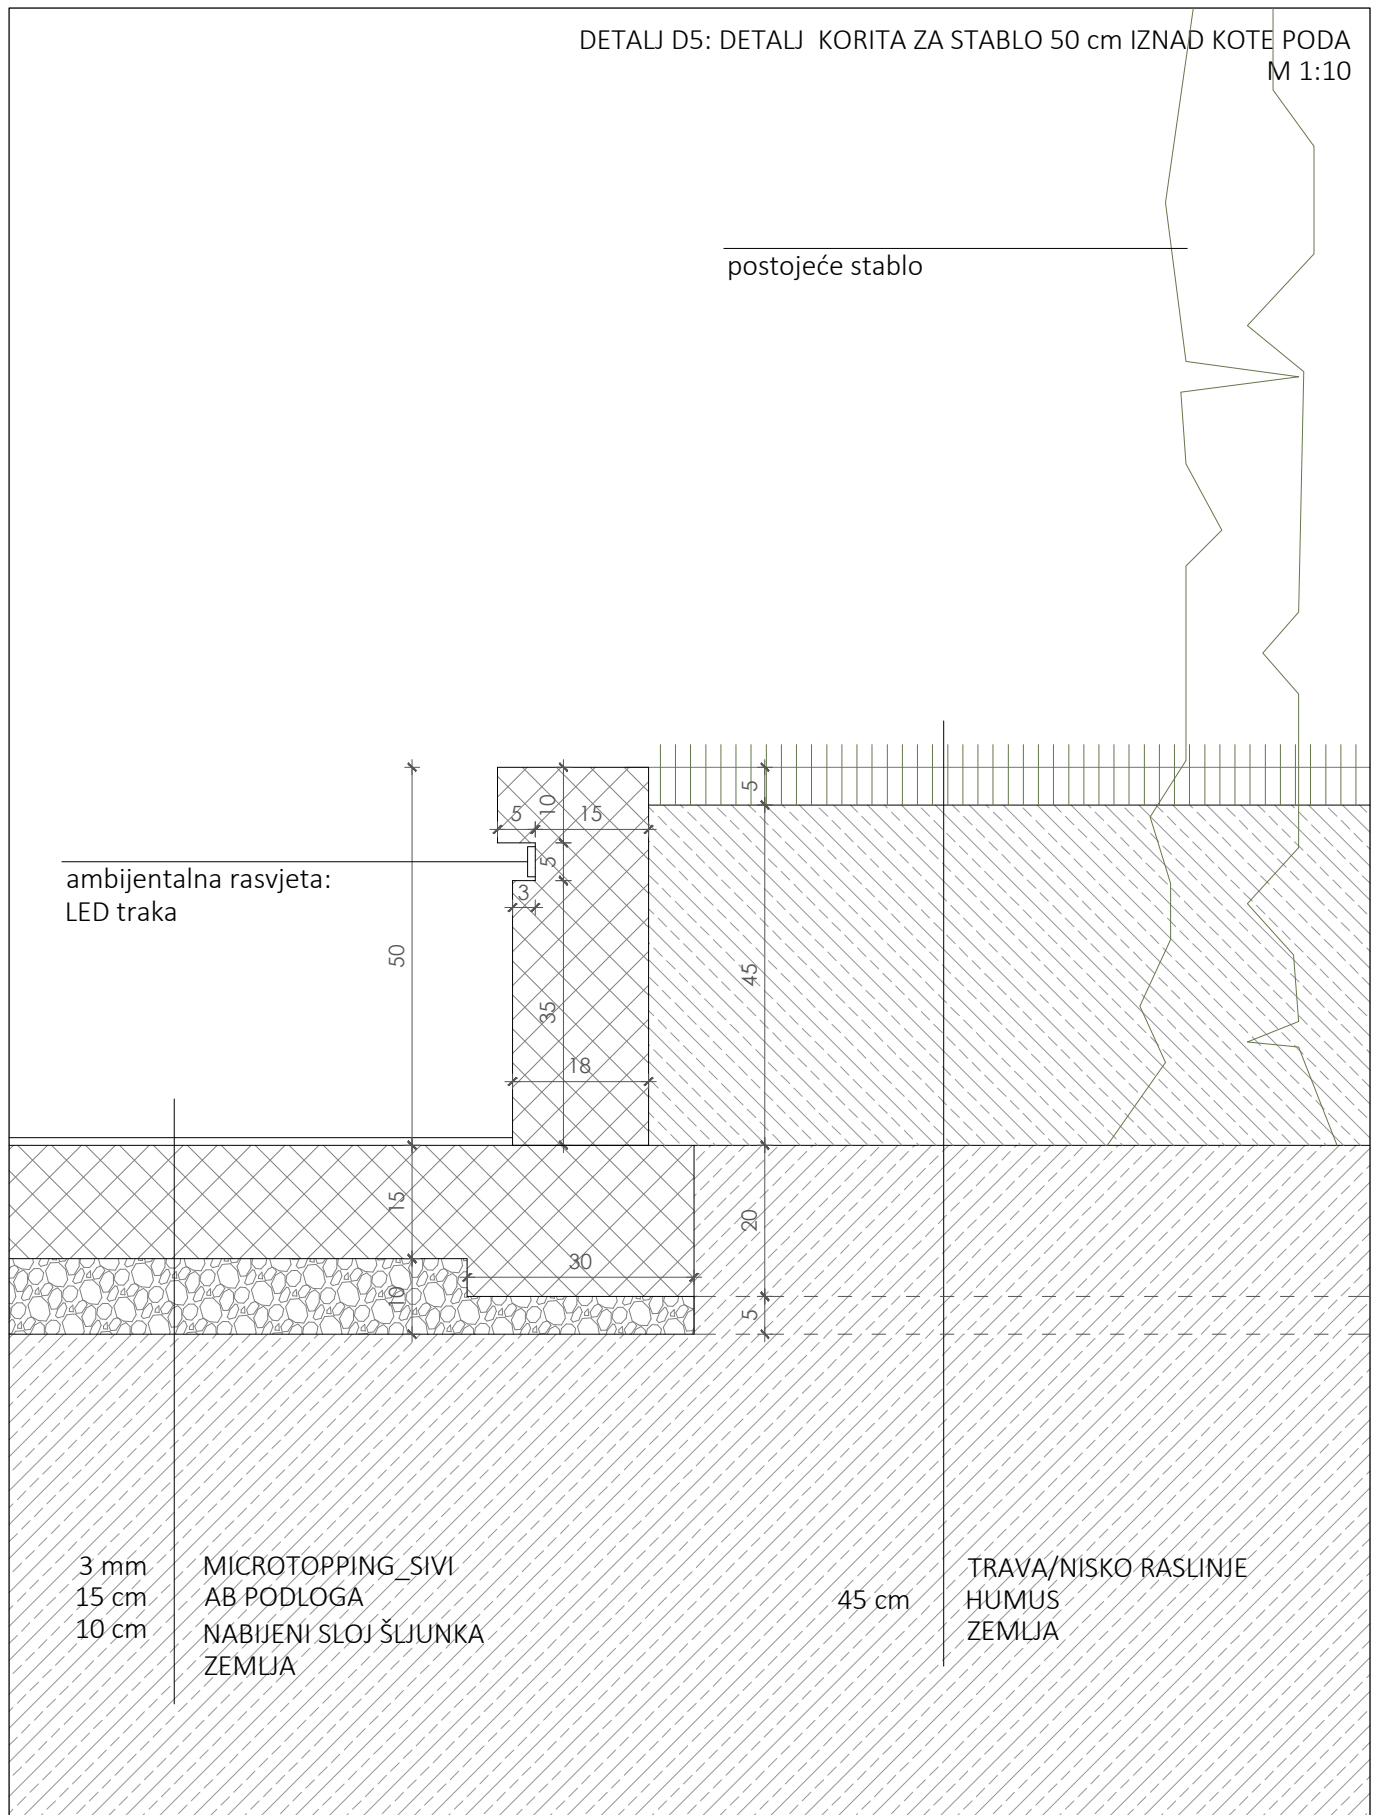 DETALJ D5: DETALJ KORITA ZA STABLO 50 cm IZNAD KOTE PODA
M 1:10
postojeće stablo
5
5
10
15
ambijentalna rasvjeta:
LED traka
5
3
50
45
35
18
15
20
30
10
5
3 mm MICROTOPPING_SIVI
15 cm AB PODLOGA
10 cm NABIJENI SLOJ ŠLJUNKA
ZEMLJA
TRAVA/NISKO RASLINJE
45 cm HUMUS
ZEMLJA